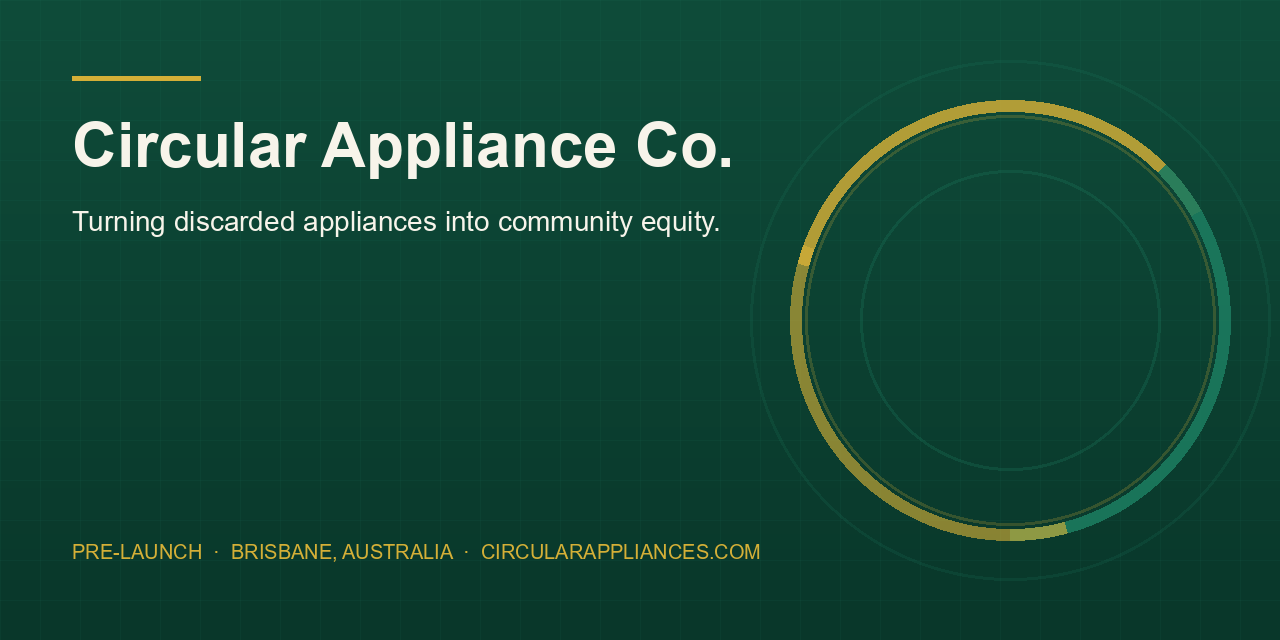 Circular Appliance Co.
Turning discarded appliances into community equity.
PRE-LAUNCH · BRISBANE, AUSTRALIA · CIRCULARAPPLIANCES.COM